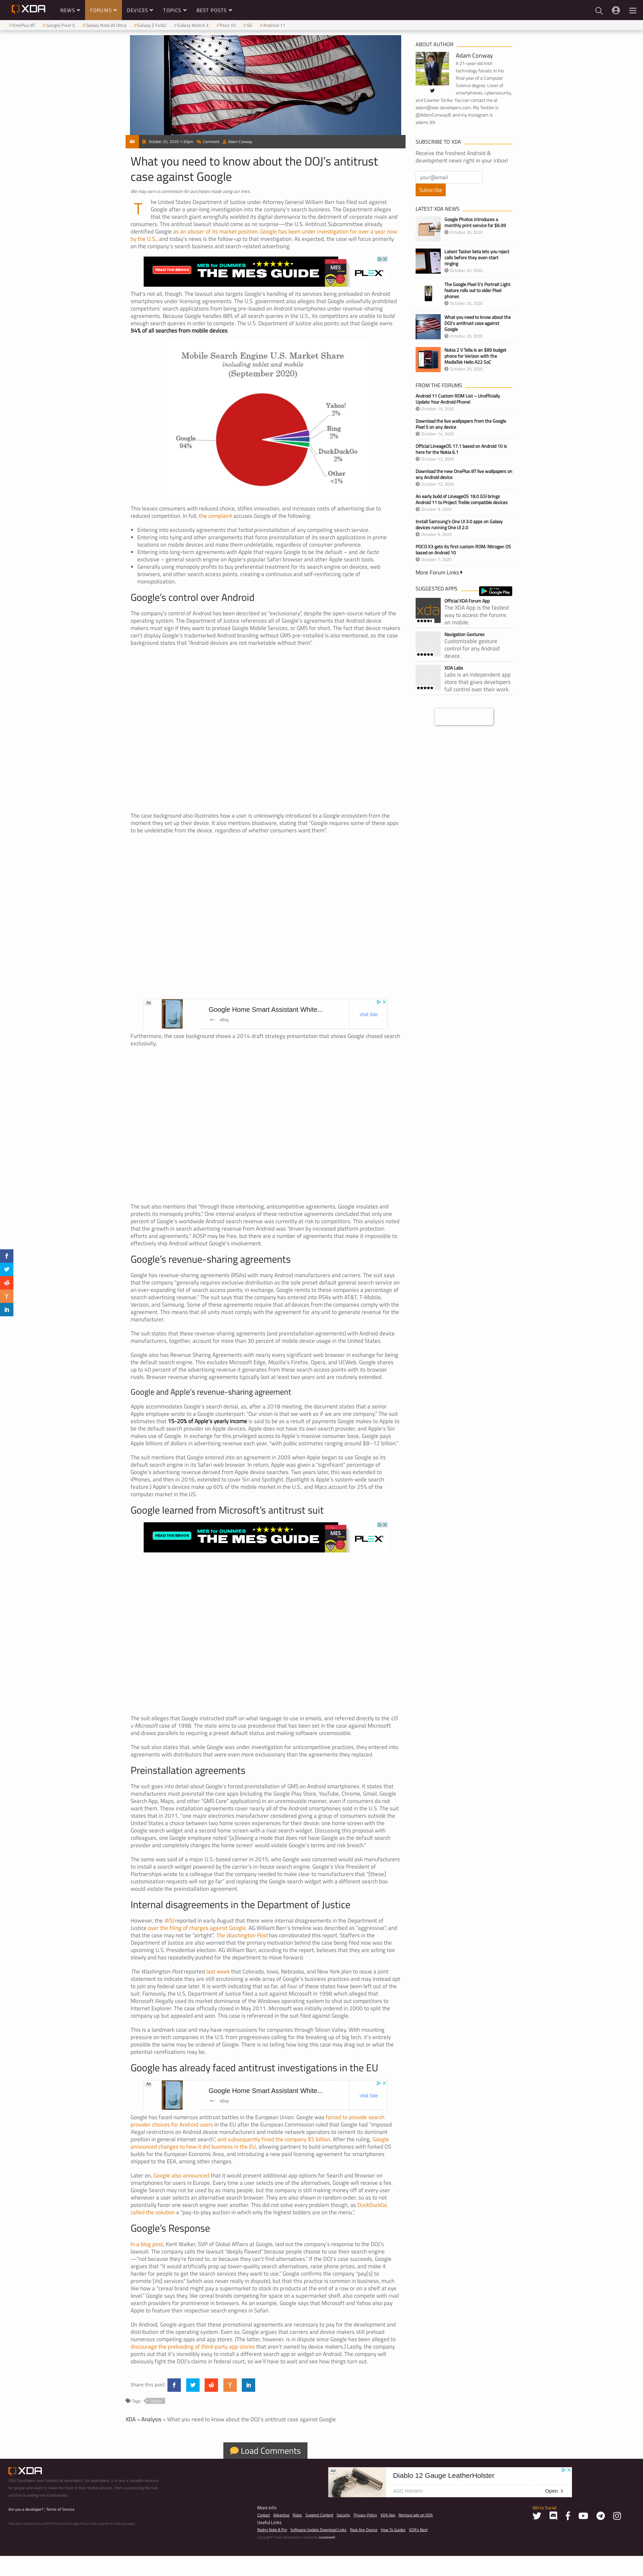 XDA NEWS FORUMS DEVICES TOPICS BEST POSTS
#OnePlus 8T #Google Pixel 5 #Galaxy Note20 Ultra #Galaxy Z Fold2 #Galaxy Watch 3 #Poco X3 #5G #Android 11
October 20, 2020 7:30pm Comment Adam Conway
What you need to know about the DOJ's antitrust
case against Google
We may earn a commission for purchases made using our links.
The United States Department of Justice under Attorney General William Barr has filed suit against
Google after a year-long investigation into the company's search business. The Department alleges
that the search giant wrongfully wielded its digital dominance to the detriment of corporate rivals and
consumers. This antitrust lawsuit should come as no surprise—the U.S. Antitrust Subcommittee already
identified Google as an abuser of its market position. Google has been under investigation for over a year now
by the U.S., and today's news is the follow-up to that investigation. As expected, the case will focus primarily
on the company's search business and advertising business related to search-related advertising.
READ THE EBOOK MES for DEFENSE ACCESS TO THE MES GUIDE MES PLEX
That's not all, though. The lawsuit also targets Google's handling of its services being preinstalled on Android
smartphones under licensing agreements. The U.S. government also alleges that Google unlawfully prohibited
competitors' search engines from being preinstalled on Android smartphones under revenue-sharing
agreements. Because Google handles 88% of all search queries in the U.S., its competitors are unable to build
enough search queries in order to compete. The U.S. Department of Justice points out that Google owns
94% of all searches from mobile devices.
Mobile Search Engine U.S. Market Share
including tablets and mobile
(September 2020)
Google
94%
Yahoo!
2%
Bing
2%
DuckDuckGo
2%
Other
<1%
This leaves consumers with reduced choice, stifles innovation, and increases costs of advertising in prime
consequence. In full, the complaint accuses Google of the following:
• Entering into exclusivity agreements that forbid preinstallation of any competing search service.
• Entering into tying and other arrangements that force preinstallation of its search applications in prime
locations on mobile devices and make them undeletable, regardless of consumer preference.
• Entering into long-term agreements with Apple that require Google to be the default – and de facto
exclusive – general search engine on Apple's popular Safari browser and other Apple search tools.
• Generally using monopoly profits to buy preferential treatment for its search engine on devices, web
browsers, and other search access points, creating a continuous and self-reinforcing cycle of
monopolization.
Google's control over Android
The company's control of Android has been described as "exclusionary", despite the open-source nature of the
operating system. The Department of Justice references all of Google's agreements that Android device
makers must sign if they want to preload Google Mobile Services, or GMS for short. The fact that device makers
can't display Google's trademarked Android branding without GMS pre-installed is also mentioned, as the case
background states that "Android devices are not marketable without them".
The case background also illustrates how a user is unknowingly introduced to a Google ecosystem from the
moment they set up their device. It also mentions bloatware, stating that "Google requires some of these apps
to be undeletable from the device, regardless of whether consumers want them".
Ad Google Home Smart Assistant White... eBay Visit Site
Furthermore, the case background shows a 2014 draft strategy presentation that shows Google chased search
exclusivity.
The suit also mentions that "through these interlocking, anticompetitive agreements, Google insulates and
protects its monopoly profits." One internal analysis of these restrictive agreements concluded that only one
percent of Google's worldwide Android search revenue was currently at risk to competitors. This analysis noted
that the growth in Google's search advertising revenue was "driven by increased platform protection
efforts and agreements." AOSP may be free, but there are a number of agreements that make it impossible to
effectively ship Android without Google's involvement.
Google's revenue-sharing agreements
Google has revenue-sharing agreements (RSAs) with many Android manufacturers and carriers. The suit says
that the company "generally requires exclusive distribution as the sole preset default general search service on
all of the distributor's search access points; in exchange, Google remits to these companies a percentage of its
search advertising revenue." The suit says that the company has entered into RSAs with AT&T, T-Mobile,
Verizon, and Samsung. Some of these agreements require that all devices from the companies comply with the
agreement. This means that all units must comply with the agreement for any unit to generate revenue for the
manufacturer.
The suit states that these revenue-sharing agreements (and preinstallation agreements) with Android device
manufacturers, together, account for more than 30 percent of mobile device usage in the United States.
Google also has Revenue Sharing Agreements with nearly every significant web browser in exchange for being
the default search engine. This excludes Microsoft Edge, Mozilla's Firefox, Opera, and UCWeb. Google shares
up to 40 percent of the advertising revenue it generates from these search access points with its browser
rivals. Browser revenue sharing agreements typically last at least two years and are routinely extended.
Google and Apple's revenue-sharing agreement
Apple accommodates Google's search denial, as, after a 2018 meeting, the document states that a senior Apple
employee wrote to a Google counterpart: "Our vision is that we work as if we are one company." The suit
estimates that 15-20% of Apple's yearly income is said to be as a result of payments Google makes to Apple to
be the default search provider on Apple devices. Apple does not have its own search provider, and also Siri
makes use of Google. In exchange for this privileged access to Apple's massive consumer base, Google pays
Apple billions of dollars in advertising revenue each year, "with public estimates ranging around $8–12 billion."
The suit mentions that Google entered into an agreement in 2005 when Apple began to use Google as its
default search engine in its Safari web browser. In return, Apple was given a "significant" percentage of
Google's advertising revenue derived from Apple device searches. Two years later, this was extended to
iPhones, and then in 2016, extended to cover Siri and Spotlight. (Spotlight is Apple's system-wide search
feature.) Apple's devices make up 60% of the mobile market in the U.S., and Macs account for 25% of the
computer market in the US.
Google learned from Microsoft's antitrust suit
READ THE EBOOK MES for DEFENSE ACCESS TO THE MES GUIDE MES PLEX
The suit alleges that Google instructed staff on what language to use in emails, and referred directly to the US
v Microsoft case of 1998. The state aims to use precedence that has been set in the case against Microsoft
and draws parallels to requiring a preset default status and making software unremovable.
The suit also states that, while Google was under investigation for anticompetitive practices, they entered into
agreements with distributors that were even more exclusionary than the agreements they replaced.
Preinstallation agreements
The suit goes into detail about Google's forced preinstallation of GMS on Android smartphones. It states that
manufacturers must preinstall the core apps (including the Google Play Store, YouTube, Chrome, Gmail, Google
Search App, Maps, and other "GMS Core" applications) in an unremovable manner, even if consumers do not
want them. These installation agreements cover nearly all of the Android smartphones sold in the U.S. The suit
states that in 2011, "one major electronics manufacturer considered giving a group of smartphone consumers
in the United States a choice between two home screen experiences for their device: one home screen with the
Google search widget and a second home screen with a rival search widget. Discussing this proposal with
colleagues, one Google employee noted '[a]llowing a mode that does not have Google as the default search
provider and completely changes the home screen' would violate Google's terms and risk breach."
The same was said of a major U.S.-based carrier in 2015, who Google was concerned would ask manufacturers
to install a search widget powered by the carrier's in-house search engine. Google's Vice President of
Partnerships wrote to a colleague the company needed to make clear to manufacturers that "[these]
customization requests will not go far" and replacing the Google search widget with a different search box
would violate the preinstallation agreement.
Internal disagreements in the Department of Justice
However, the WSJ reported in early August that there were internal disagreements in the Department of
Justice over the filing of charges against Google. AG William Barr's timeline was described as "aggressive", and
that the case may not be "airtight". The Washington Post has corroborated this report. Staffers in the
Department of Justice are also worried that the primary motivation behind the case being filed now was the
upcoming U.S. Presidential election. AG William Barr, according to the report, believes that they were acting too
slowly and has repeatedly pushed for the department to move forward.
The Washington Post reported last week that Colorado, Iowa, Nebraska, and New York plan to issue a joint
statement to indicate they are still scrutinizing a wide array of Google's business practices and may instead opt
to join any federal case later. It is worth noting that, as it stands, all four of these states have been left off the
suit. Famously, the U.S. Department of Justice filed a suit against Microsoft in 1998 which alleged that
Microsoft illegally used its market dominance of the Windows operating system to shut out competitors to
Internet Explorer. The case officially closed in May 2011. Microsoft was initially ordered in 2000 to split the
company up but appealed and won. This case is referenced in the suit filed against Google.
This is a landmark case and may have repercussions for companies through Silicon Valley. With mounting
pressure on tech companies in the U.S. from progressives calling for the breaking up of big tech, it's entirely
possible the same may be ordered of Google. There is no telling how long this case may drag out or what the
potential ramifications may be.
Google has already faced antitrust investigations in the EU
Ad Google Home Smart Assistant White... eBay Visit Site
Google has faced numerous antitrust battles in the European Union. Google was forced to provide search
provider choices for Android users in the EU after the European Commission ruled that Google had "imposed
illegal restrictions on Android device manufacturers and mobile network operators to cement its dominant
position in general internet search", and subsequently fined the company $5 billion. After the ruling, Google
announced changes to how it did business in the EU, allowing partners to build smartphones with forked OS
builds for the European Economic Area, and introducing a paid licensing agreement for smartphones
shipped to the EEA, among other changes.
Later on, Google also announced that it would present additional app options for Search and Browser on
smartphones for users in Europe. Every time a user selects one of the alternatives, Google will receive a fee.
Google Search may not be used by as many people, but the company is still making money off of every user
whenever a user selects an alternative search browser. They are also shown in random order, so as to not
potentially favor one search engine over another. This did not solve every problem though, as DuckDuckGo
called the solution a "pay-to-play auction in which only the highest bidders are on the menu."
Google's Response
In a blog post, Kent Walker, SVP of Global Affairs at Google, laid out the company's response to the DOJ's
lawsuit. The company calls the lawsuit "deeply flawed" because people choose to use their search engine
—"not because they're forced to, or because they can't find alternatives." If the DOJ's case succeeds, Google
argues that "it would artificially prop up lower-quality search alternatives, raise phone prices, and make it
harder for people to get the search services they want to use." Google confirms the company "pay[s] to
promote [its] services" (which we now call digital shelving), but that this practice is common in business, much
like how a "cereal brand might pay a supermarket to stock its products at the end of a row or on a shelf at eye
level." Google says they, like cereal brands competing for space on a supermarket shelf, also compete with rival
search providers for prominence in browsers. As an example, Google says that Microsoft and Yahoo also pay
Apple to feature their respective search engines in Safari.
On Android, Google argues that these promotional agreements are necessary to pay for the development and
distribution of the operating system. Even so, Google argues that carriers and device makers still preload
numerous competing apps and app stores. (The latter, however, is in dispute since Google has been alleged to
discourage the preloading of third-party app stores that aren't owned by device makers.) Lastly, the company
points out that it's incredibly easy to install a different search app or widget on Android. The company will
obviously fight the DOJ's claims in federal court, so we'll have to wait and see how things turn out.
Share this post:
Tags Google
XDA » Analysis » What you need to know about the DOJ's antitrust case against Google
Load Comments
ABOUT AUTHOR
Adam Conway
A 21-year-old Irish
technology fanatic in his
final year of a Computer
Science degree. Lover of
smartphones, cybersecurity,
and Counter Strike. You can contact me at
adam@xda-developers.com. My Twitter is
@AdamConwayIE and my Instagram is
adamc.99.
SUBSCRIBE TO XDA
Receive the freshest Android &
development news right in your inbox!
your@email
Subscribe
LATEST XDA NEWS
Google Photos introduces a
monthly print service for $6.99
October 20, 2020
Latest Tasker beta lets you reject
calls before they even start
ringing
October 20, 2020
The Google Pixel 5's Portrait Light
feature rolls out to older Pixel
phones
October 20, 2020
What you need to know about the
DOJ's antitrust case against
Google
October 20, 2020
Nokia 2 V Tella is an $89 budget
phone for Verizon with the
MediaTek Helio A22 SoC
October 20, 2020
FROM THE FORUMS
Android 11 Custom ROM List – Unofficially
Update Your Android Phone!
October 16, 2020
Download the live wallpapers from the Google
Pixel 5 on any device
October 14, 2020
Official LineageOS 17.1 based on Android 10 is
here for the Nokia 6.1
October 13, 2020
Download the new OnePlus 8T live wallpapers on
any Android device
October 12, 2020
An early build of LineageOS 18.0 GSI brings
Android 11 to Project Treble compatible devices
October 9, 2020
Install Samsung's One UI 3.0 apps on Galaxy
devices running One UI 2.0
October 9, 2020
POCO X3 gets its first custom ROM: Nitrogen OS
based on Android 10
October 7, 2020
More Forum Links
SUGGESTED APPS Google Play
Official XDA Forum App
The XDA App is the fastest
way to access the forums
on mobile.
Navigation Gestures
Customizable gesture
control for any Android
device.
XDA Labs
Labs is an independent app
store that gives developers
full control over their work.
XDA
Are you a developer? | Terms of Service
Ad Diablo 12 Gauge LeatherHolster AGC Holsters Open
More info
Contact Advertise Rules Suggest Content Security Privacy Policy XDA App Remove ads on XDA
Useful Links
Redmi Note 8 Pro Software Update Download Links Root Any Device How To Guides XDA's Best
We're Social